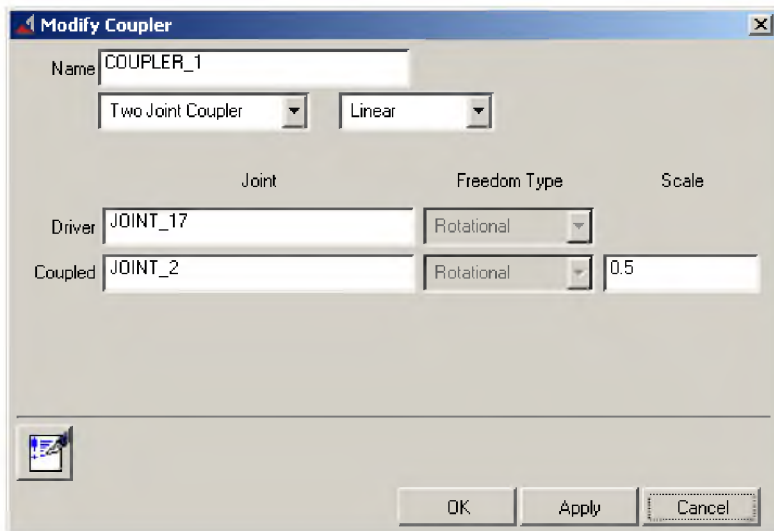 Modify Coupler
Name COUPLER_1
Two Joint Coupler Linear
Joint Freedom Type Scale
Driver JOINT_17 Rotational
Coupled JOINT_2 Rotational 0.5
OK Apply Cancel